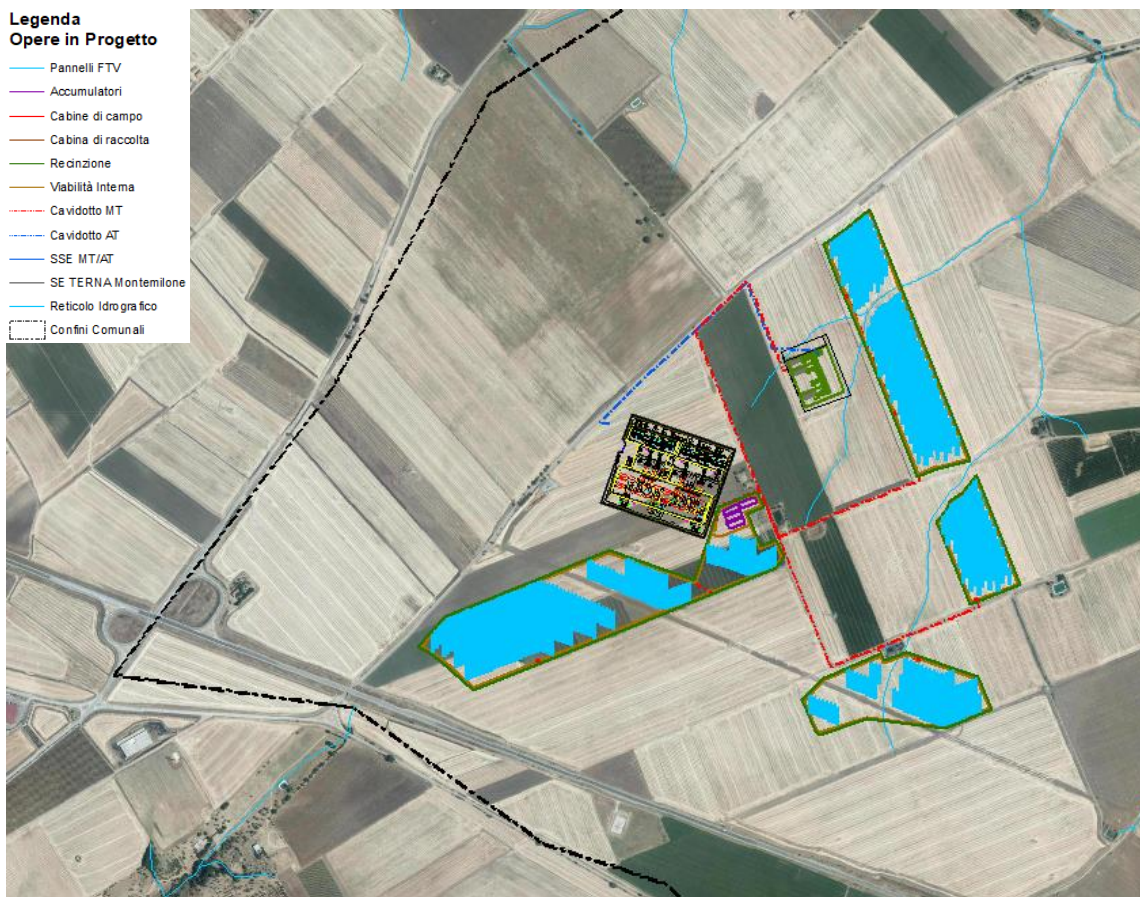 Legenda
Opere in Progetto
Pannelli FTV
Accumulatori
Cabine di campo
Cabina di raccolta
Recinzione
Viabilità Interna
Cavidotto MT
Cavidotto AT
SSE MT/AT
SE TERNA Montemilone
Reticolo Idrografico
Confini Comunali